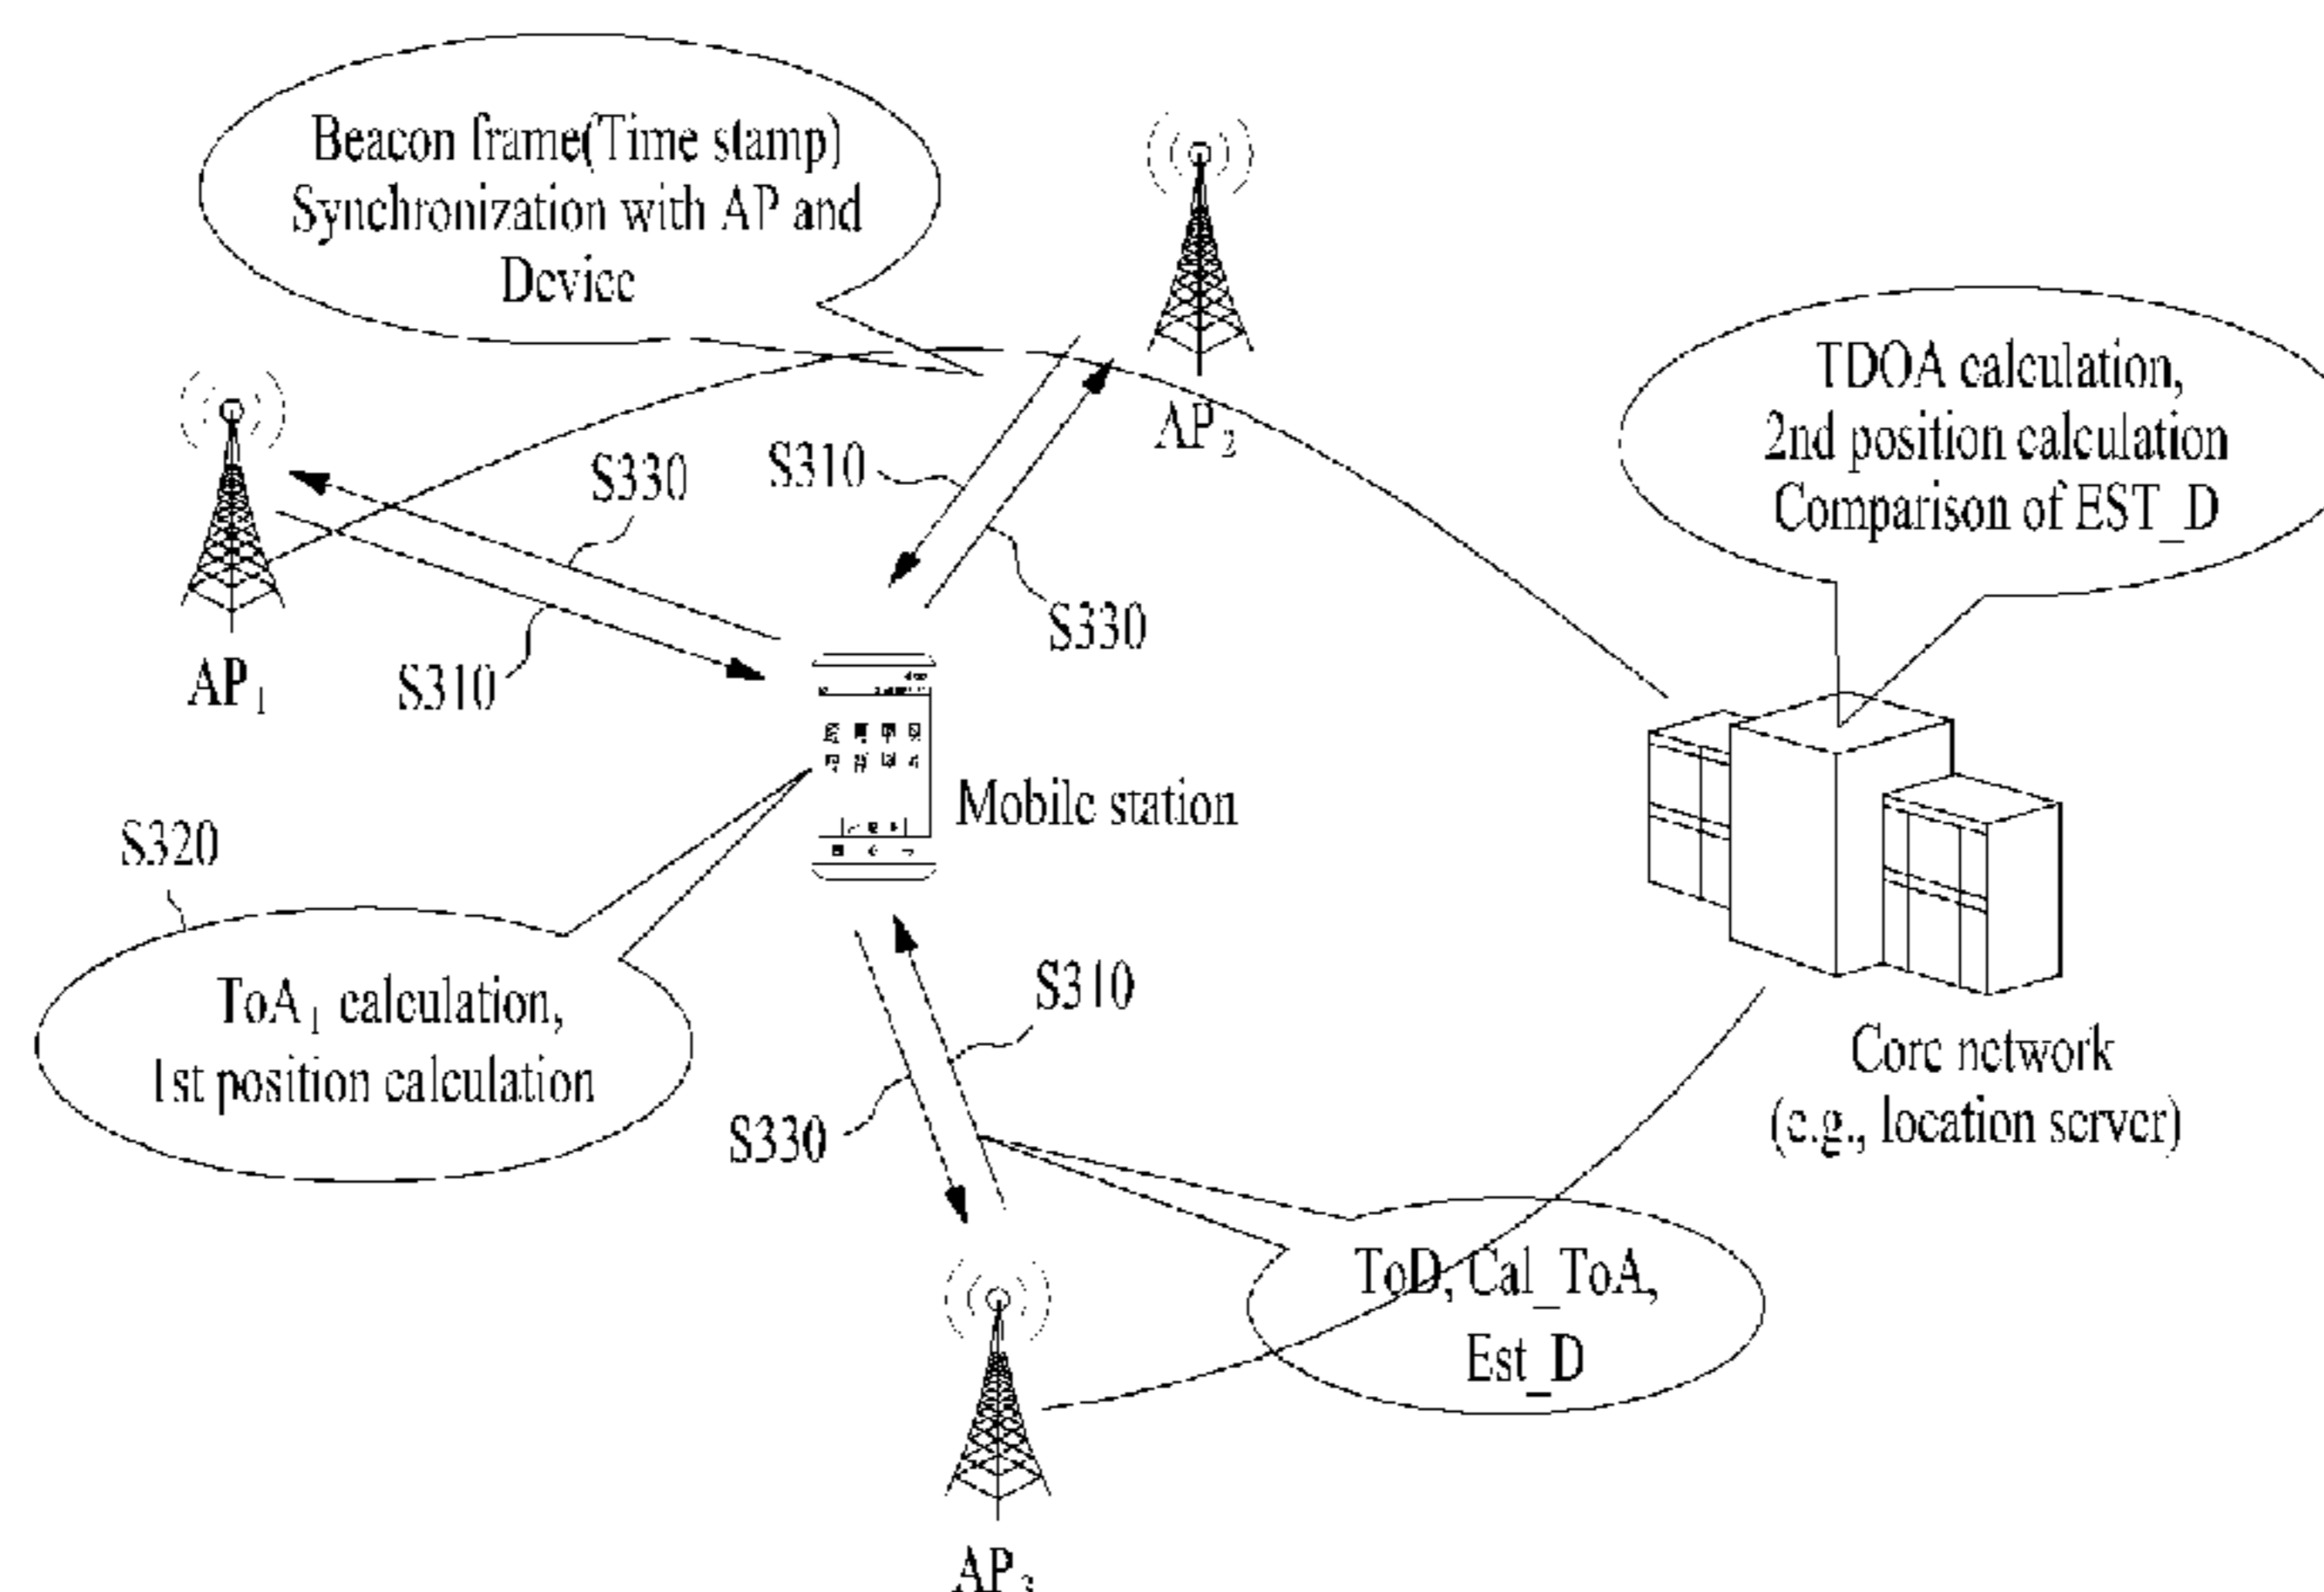 Beacon frame(Time stamp)
Synchronization with AP and
Device
TDOA calculation,
2nd position calculation
Comparison of EST_D
AP2
S310
S330
S330
S310
AP1
Mobile station
S320
ToA1 calculation,
1st position calculation
S310
S330
Core network
(e.g., location server)
ToD, Cal_ToA,
Est_D
AP3